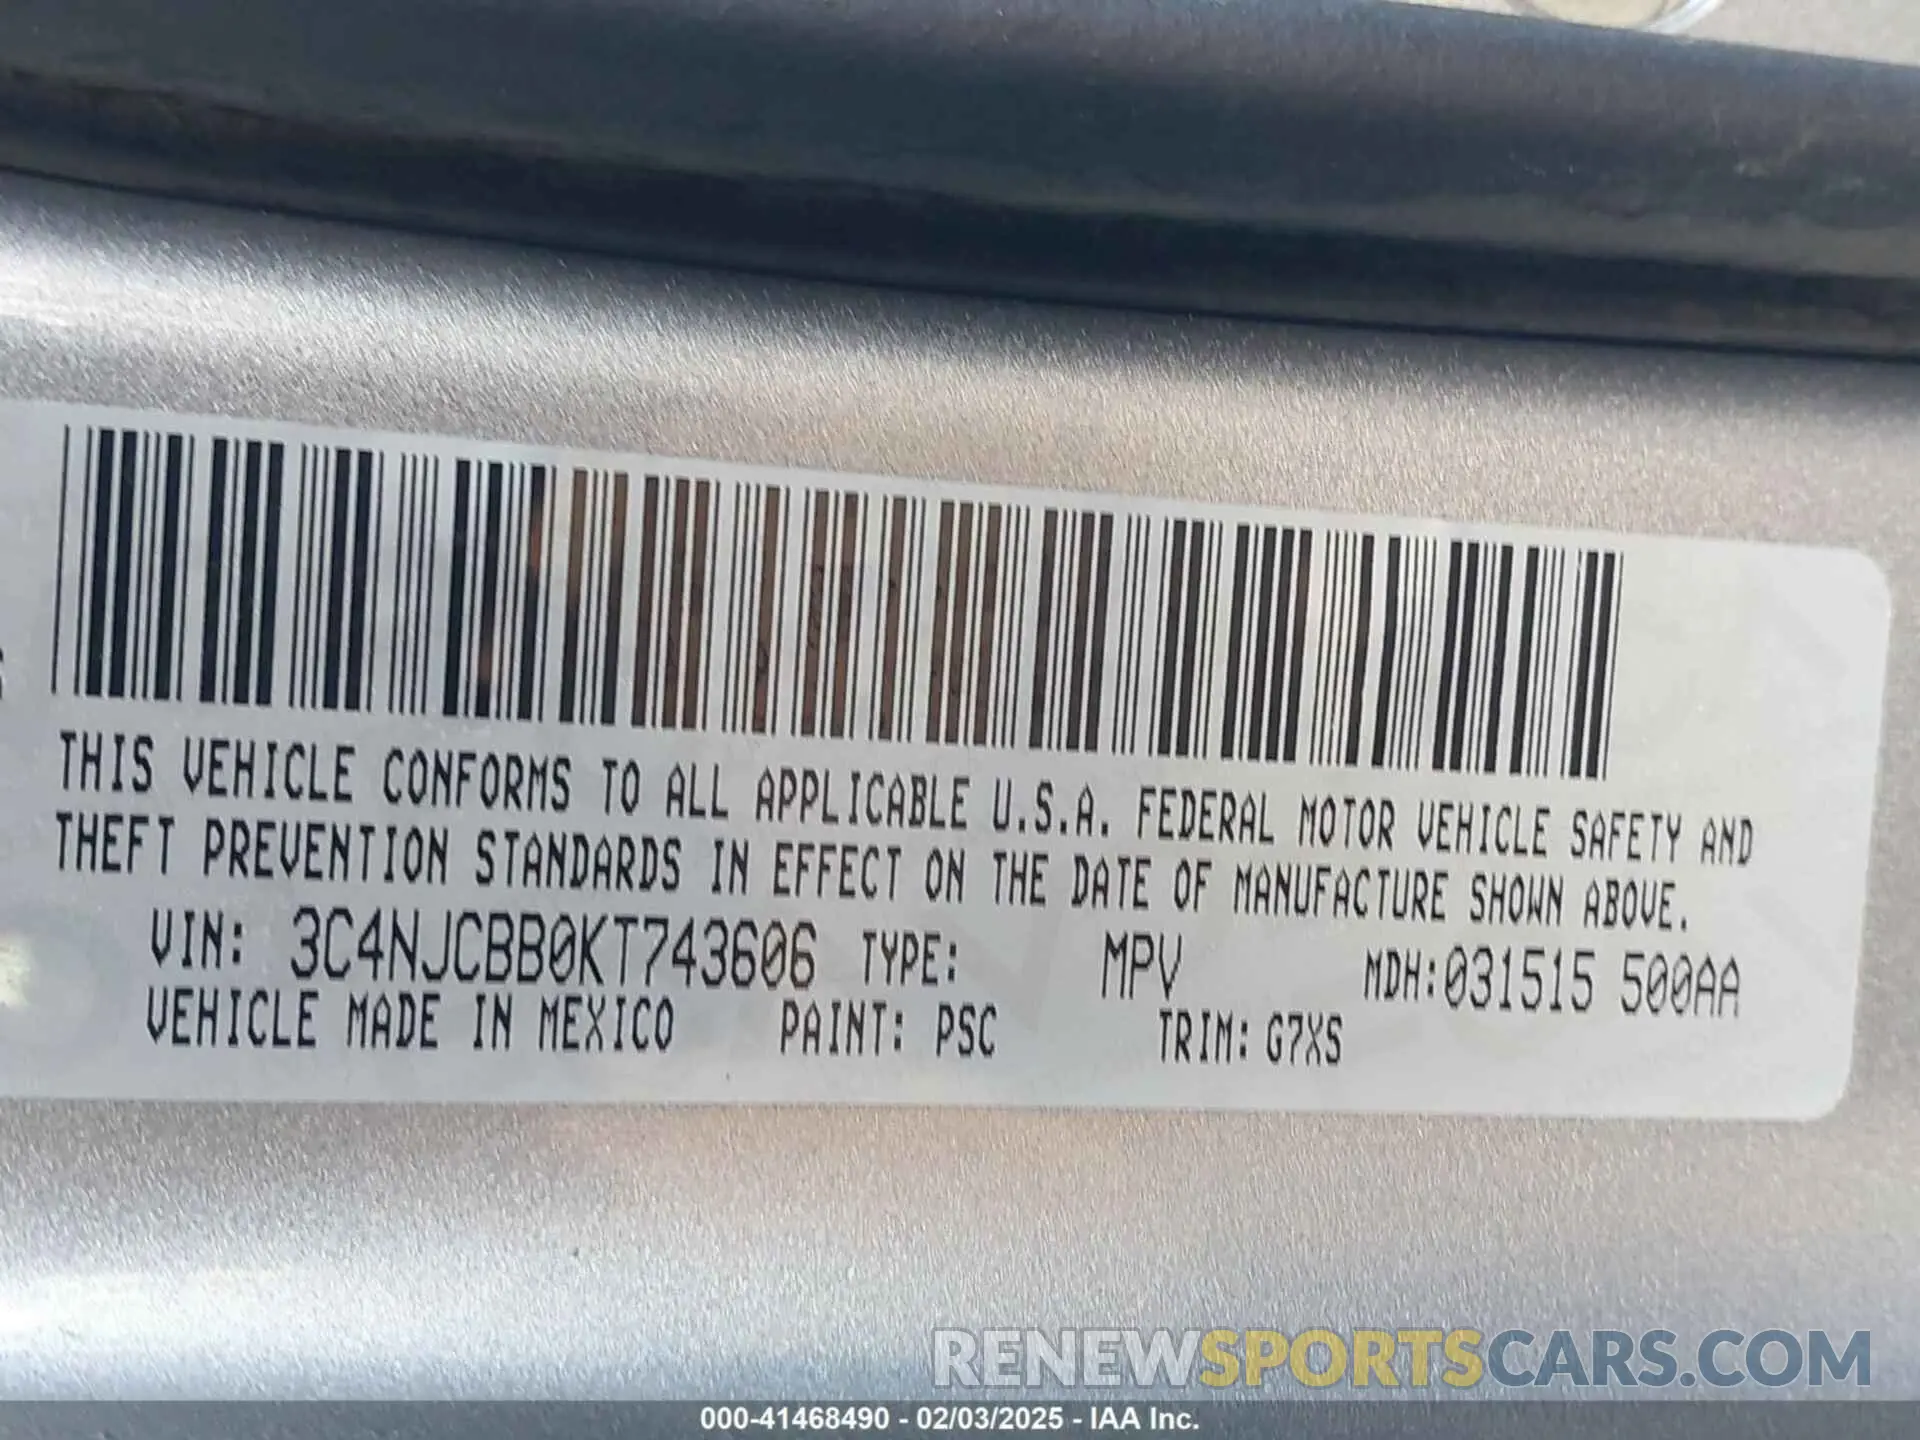 THIS VEHICLE CONFORMS TO ALL APPLICABLE U.S.A. FEDERAL MOTOR VEHICLE SAFETY AND
THEFT PREVENTION STANDARDS IN EFFECT ON THE DATE OF MANUFACTURE SHOWN ABOVE.
VIN: 3C4NJCBB0KT743606 TYPE: MPV MDH:031515 500AA
VEHICLE MADE IN MEXICO PAINT: PSC TRIM: G7XS
RENEWSPORTSCARS.COM
000-41468490 - 02/03/2025 - IAA Inc.